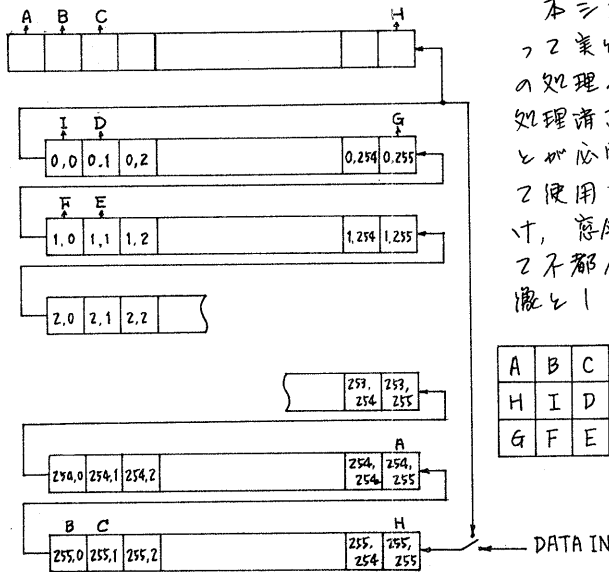 A B C H
I D G
0,0 0,1 0,2 0,254 0,255
F E
1,0 1,1 1,2 1,254 1,255
2,0 2,1 2,2
253,254 253,255
A
254,0 254,1 254,2 254,254 254,255
B C H
255,0 255,1 255,2 255,254 255,255
DATA IN
本シ
って実
の処理
処理済
とが必
て使用
け,
て不都
像とし
A B C
H I D
G F E